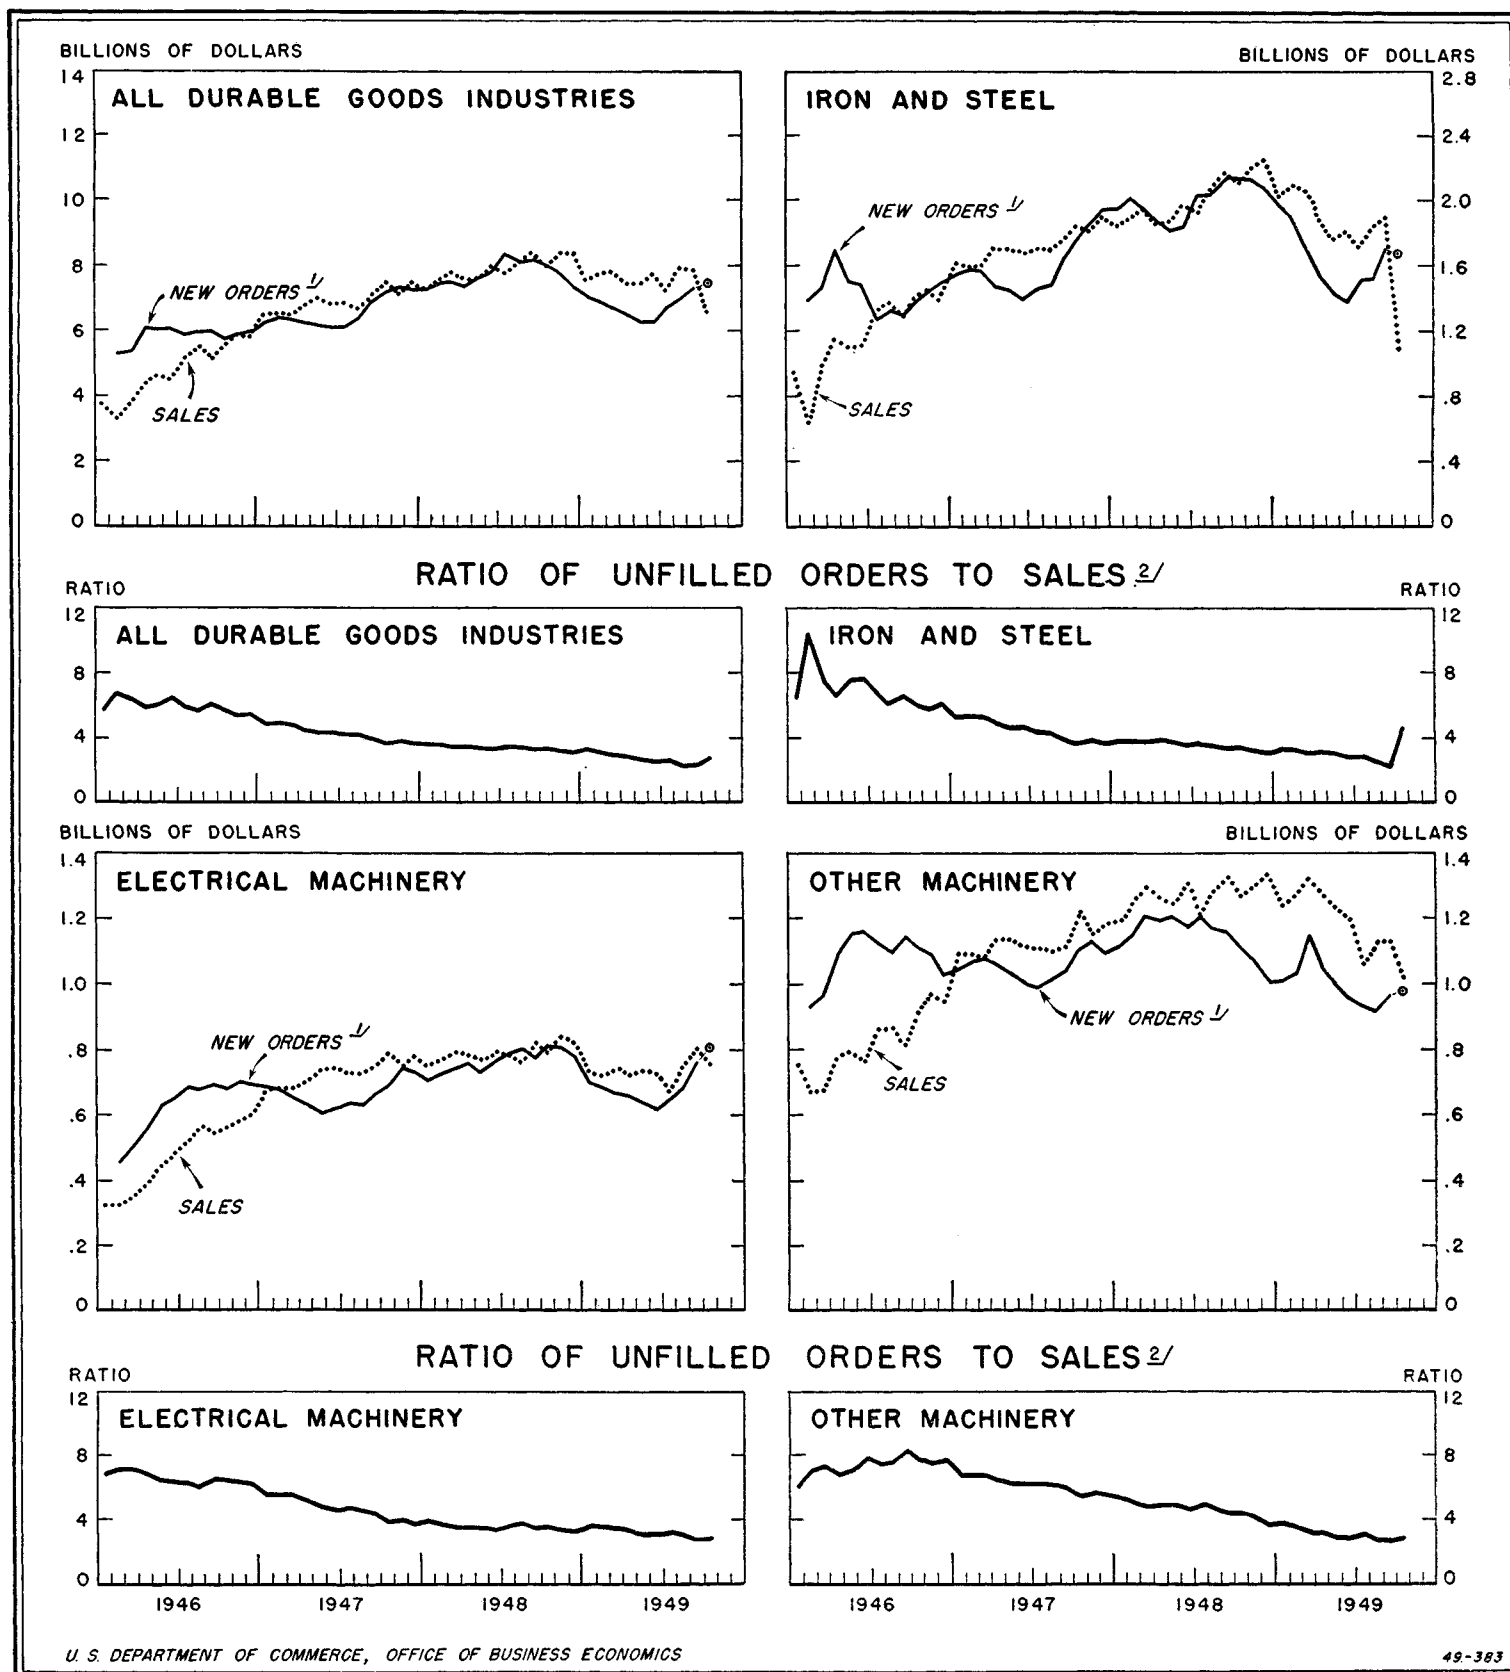 BILLIONS OF DOLLARS
BILLIONS OF DOLLARS
14
12
10
8
6
4
2
0
ALL DURABLE GOODS INDUSTRIES
NEW ORDERS 1/
SALES
IRON AND STEEL
NEW ORDERS 1/
SALES
2.8
2.4
2.0
1.6
1.2
.8
.4
0
RATIO OF UNFILLED ORDERS TO SALES 2/
RATIO
RATIO
12
8
4
0
ALL DURABLE GOODS INDUSTRIES
IRON AND STEEL
12
8
4
0
BILLIONS OF DOLLARS
BILLIONS OF DOLLARS
1.4
1.2
1.0
.8
.6
.4
.2
0
ELECTRICAL MACHINERY
NEW ORDERS 1/
SALES
OTHER MACHINERY
NEW ORDERS 1/
SALES
1.4
1.2
1.0
.8
.6
.4
.2
0
RATIO OF UNFILLED ORDERS TO SALES 2/
RATIO
RATIO
12
8
4
0
ELECTRICAL MACHINERY
OTHER MACHINERY
12
8
4
0
1946 1947 1948 1949
1946 1947 1948 1949
U. S. DEPARTMENT OF COMMERCE, OFFICE OF BUSINESS ECONOMICS
49-383